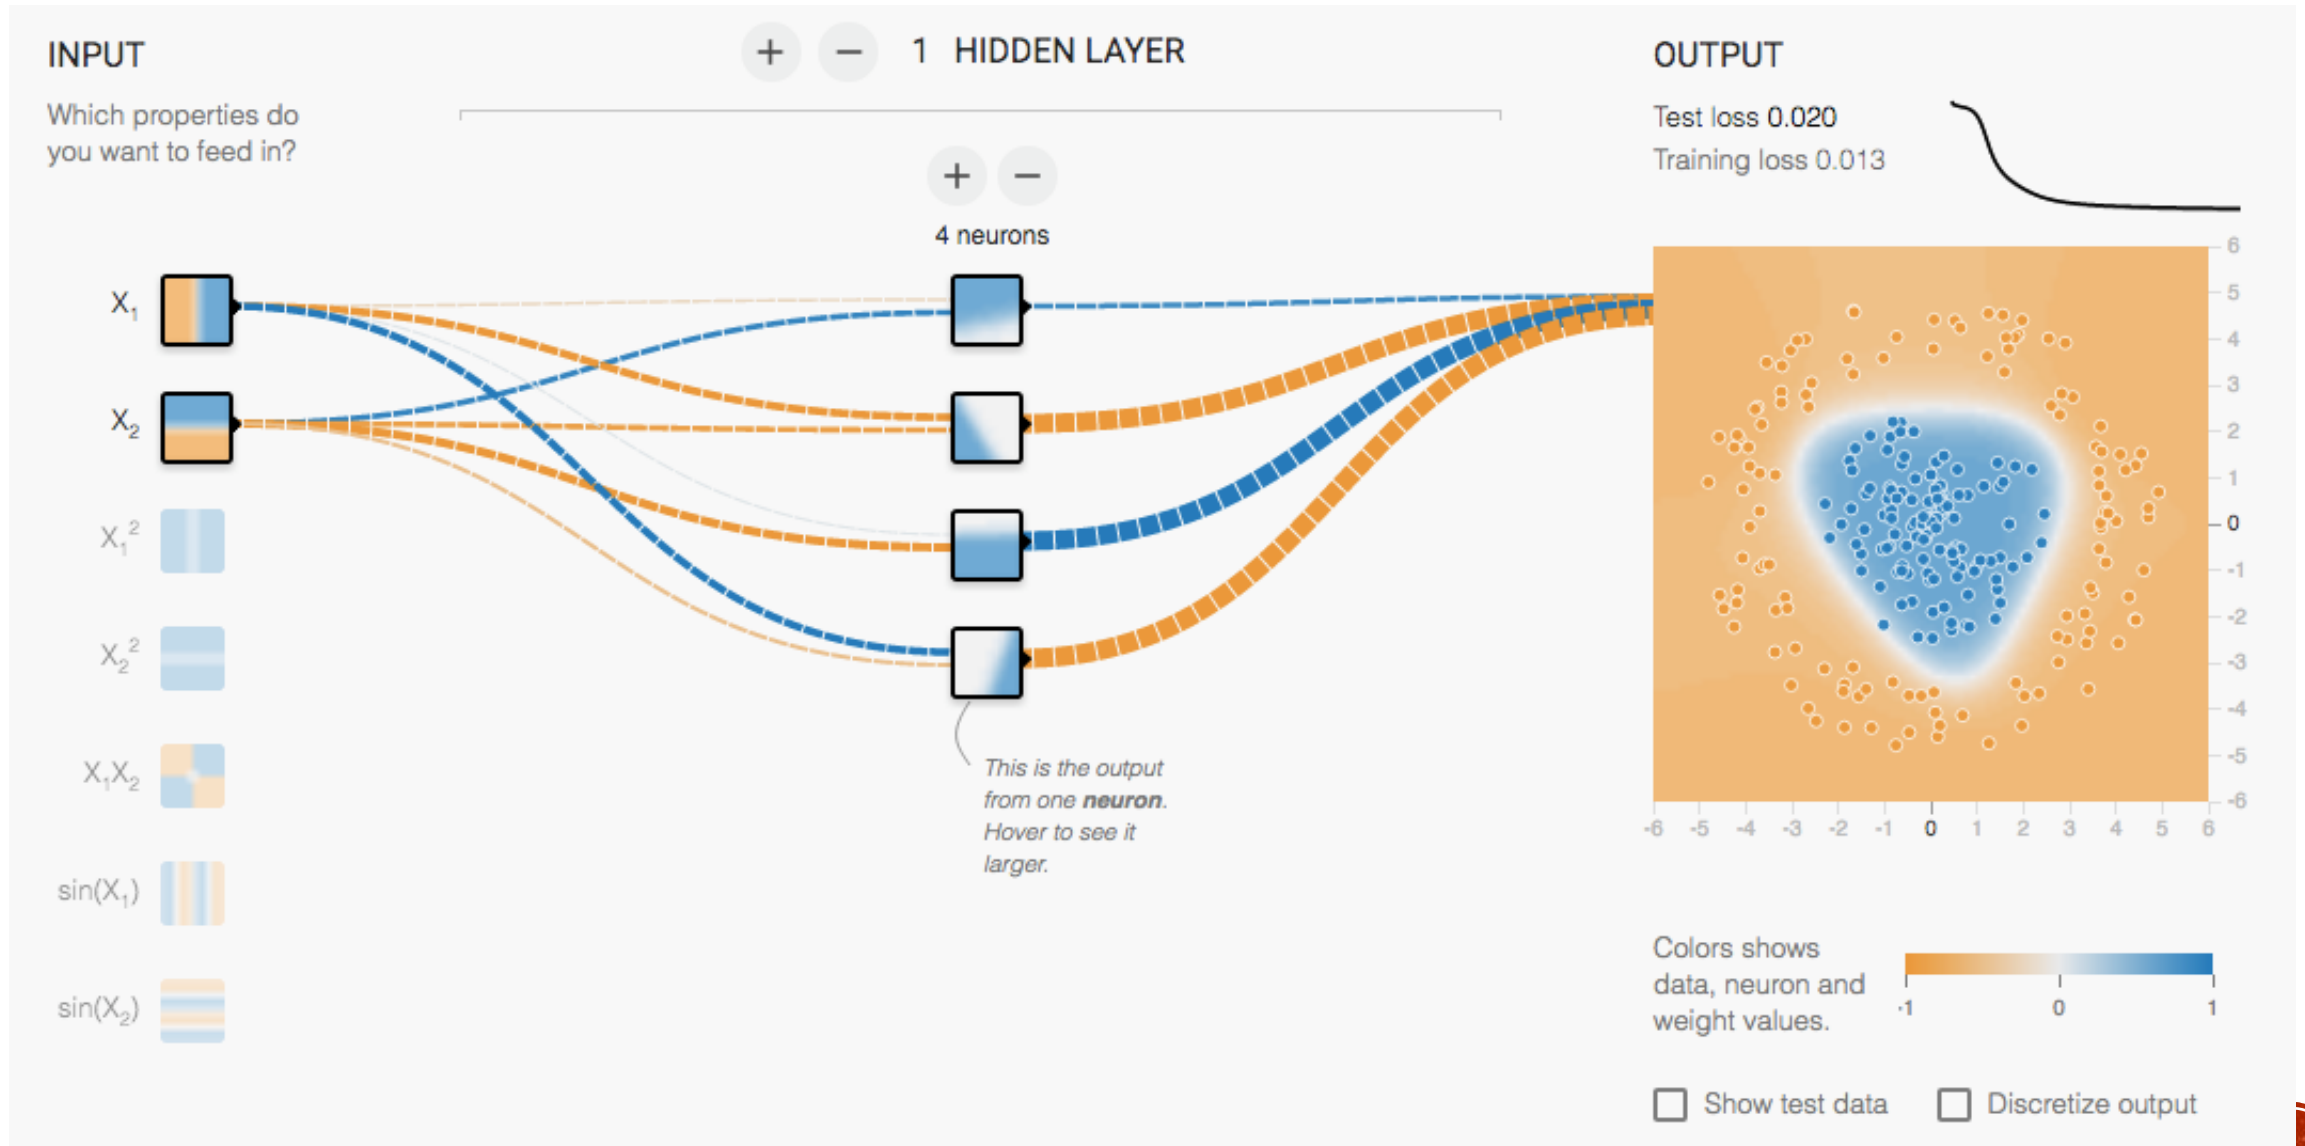 INPUT
Which properties do
you want to feed in?
X₁
X₂
X₁²
X₂²
X₁X₂
sin(X₁)
sin(X₂)
+ − 1 HIDDEN LAYER
+ −
4 neurons
This is the output
from one neuron.
Hover to see it
larger.
OUTPUT
Test loss 0.020
Training loss 0.013
6
5
4
3
2
1
0
-1
-2
-3
-4
-5
-6
-6 -5 -4 -3 -2 -1 0 1 2 3 4 5 6
Colors shows
data, neuron and
weight values.
-1 0 1
Show test data
Discretize output